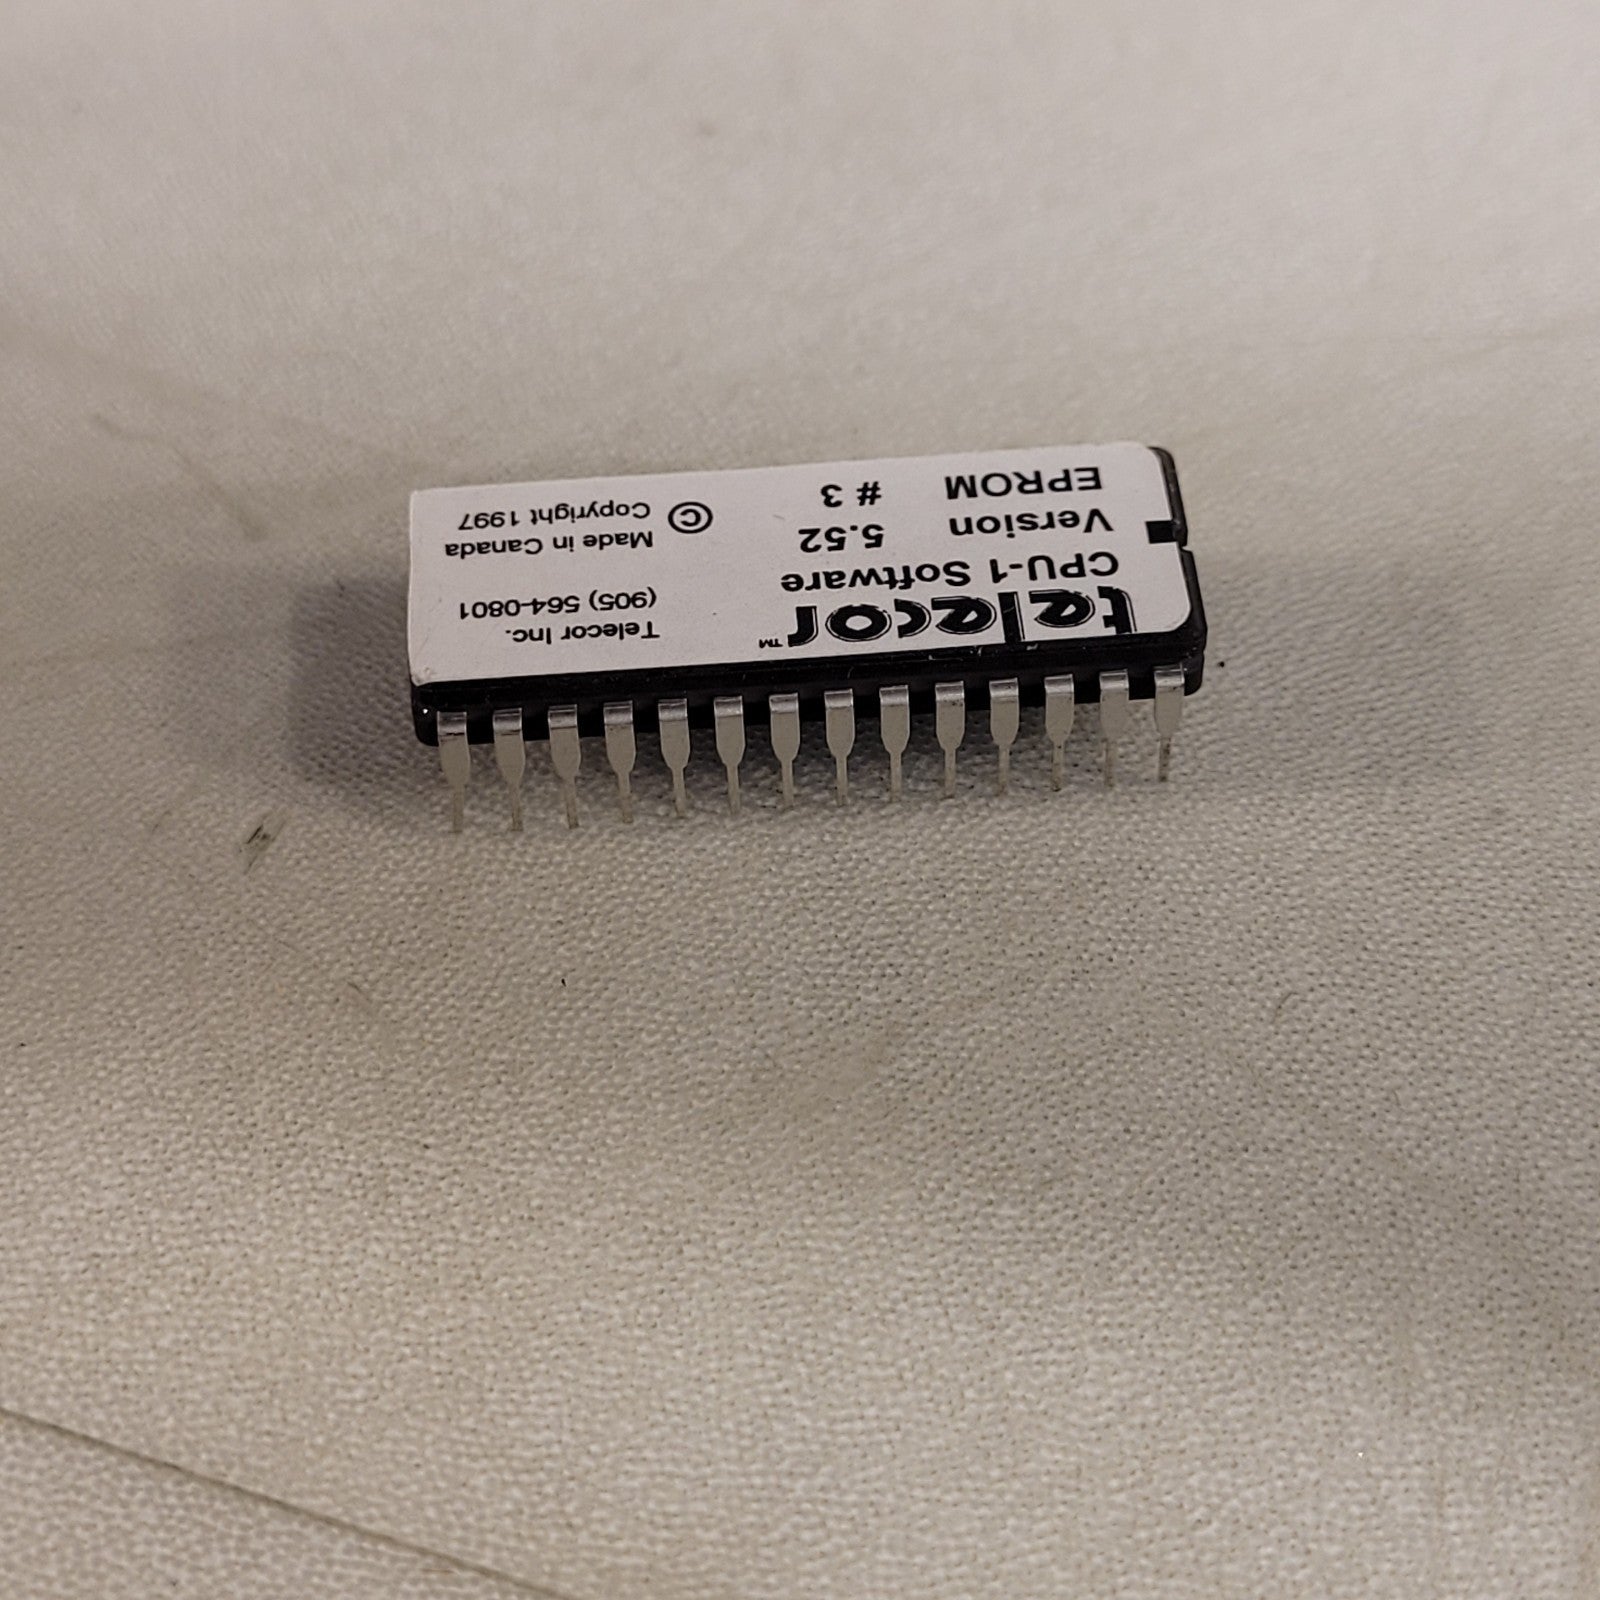 telecor™
CPU-1 Software
Version 5.52
EPROM # 3
Telecor Inc.
(905) 564-0801
Made in Canada
© Copyright 1997